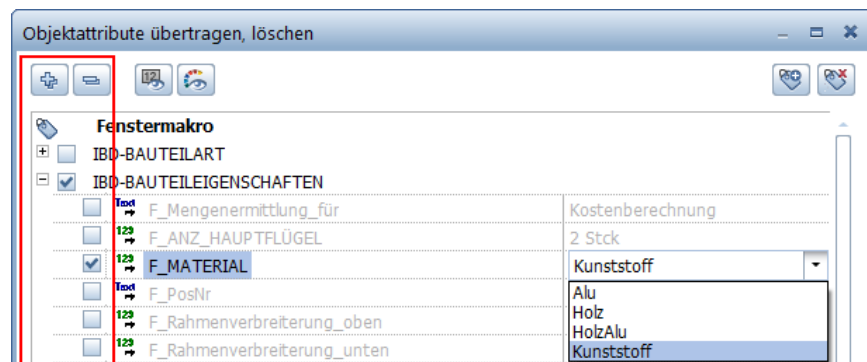 Objektattribute übertragen, löschen
12
Fenstermakro
IBD-BAUTEILART
IBD-BAUTEILEIGENSCHAFTEN
Text F_Mengenermittlung_für Kostenberechnung
123 F_ANZ_HAUPTFLÜGEL 2 Stck
123 F_MATERIAL Kunststoff
Text F_PosNr Alu
Holz
123 F_Rahmenverbreiterung_oben HolzAlu
123 F_Rahmenverbreiterung_unten Kunststoff